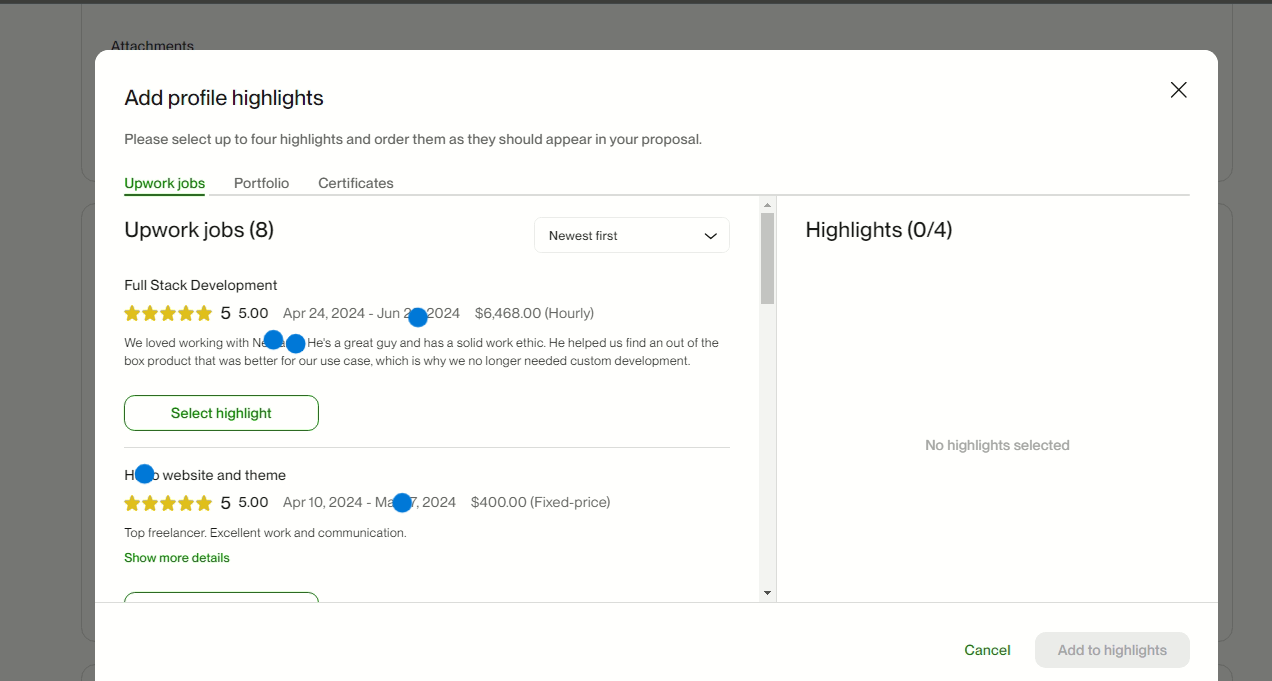 Attachments
Add profile highlights
Please select up to four highlights and order them as they should appear in your proposal.
Upwork jobs Portfolio Certificates
Upwork jobs (8)
Newest first
Highlights (0/4)
Full Stack Development
5 5.00 Apr 24, 2024 - Jun 2024 $6,468.00 (Hourly)
We loved working with He's a great guy and has a solid work ethic. He helped us find an out of the
box product that was better for our use case, which is why we no longer needed custom development.
Select highlight
No highlights selected
website and theme
5 5.00 Apr 10, 2024 - 2024 $400.00 (Fixed-price)
Top freelancer. Excellent work and communication.
Show more details
Cancel
Add to highlights